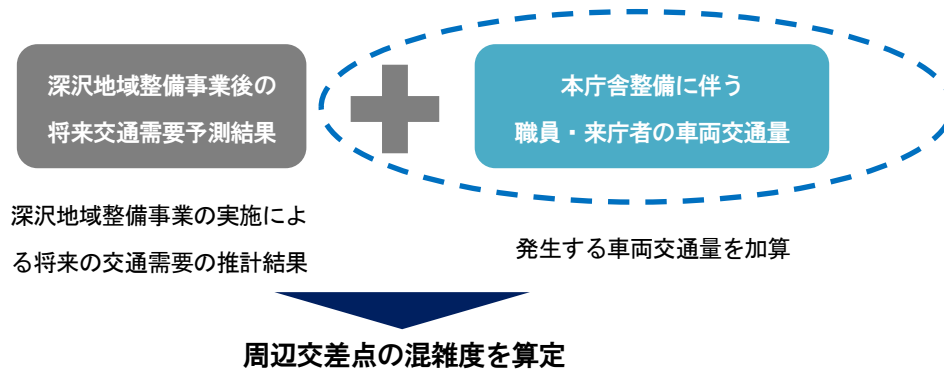 深沢地域整備事業後の
将来交通需要予測結果
本庁舎整備に伴う
職員・来庁者の車両交通量
深沢地域整備事業の実施によ
る将来の交通需要の推計結果
発生する車両交通量を加算
周辺交差点の混雑度を算定